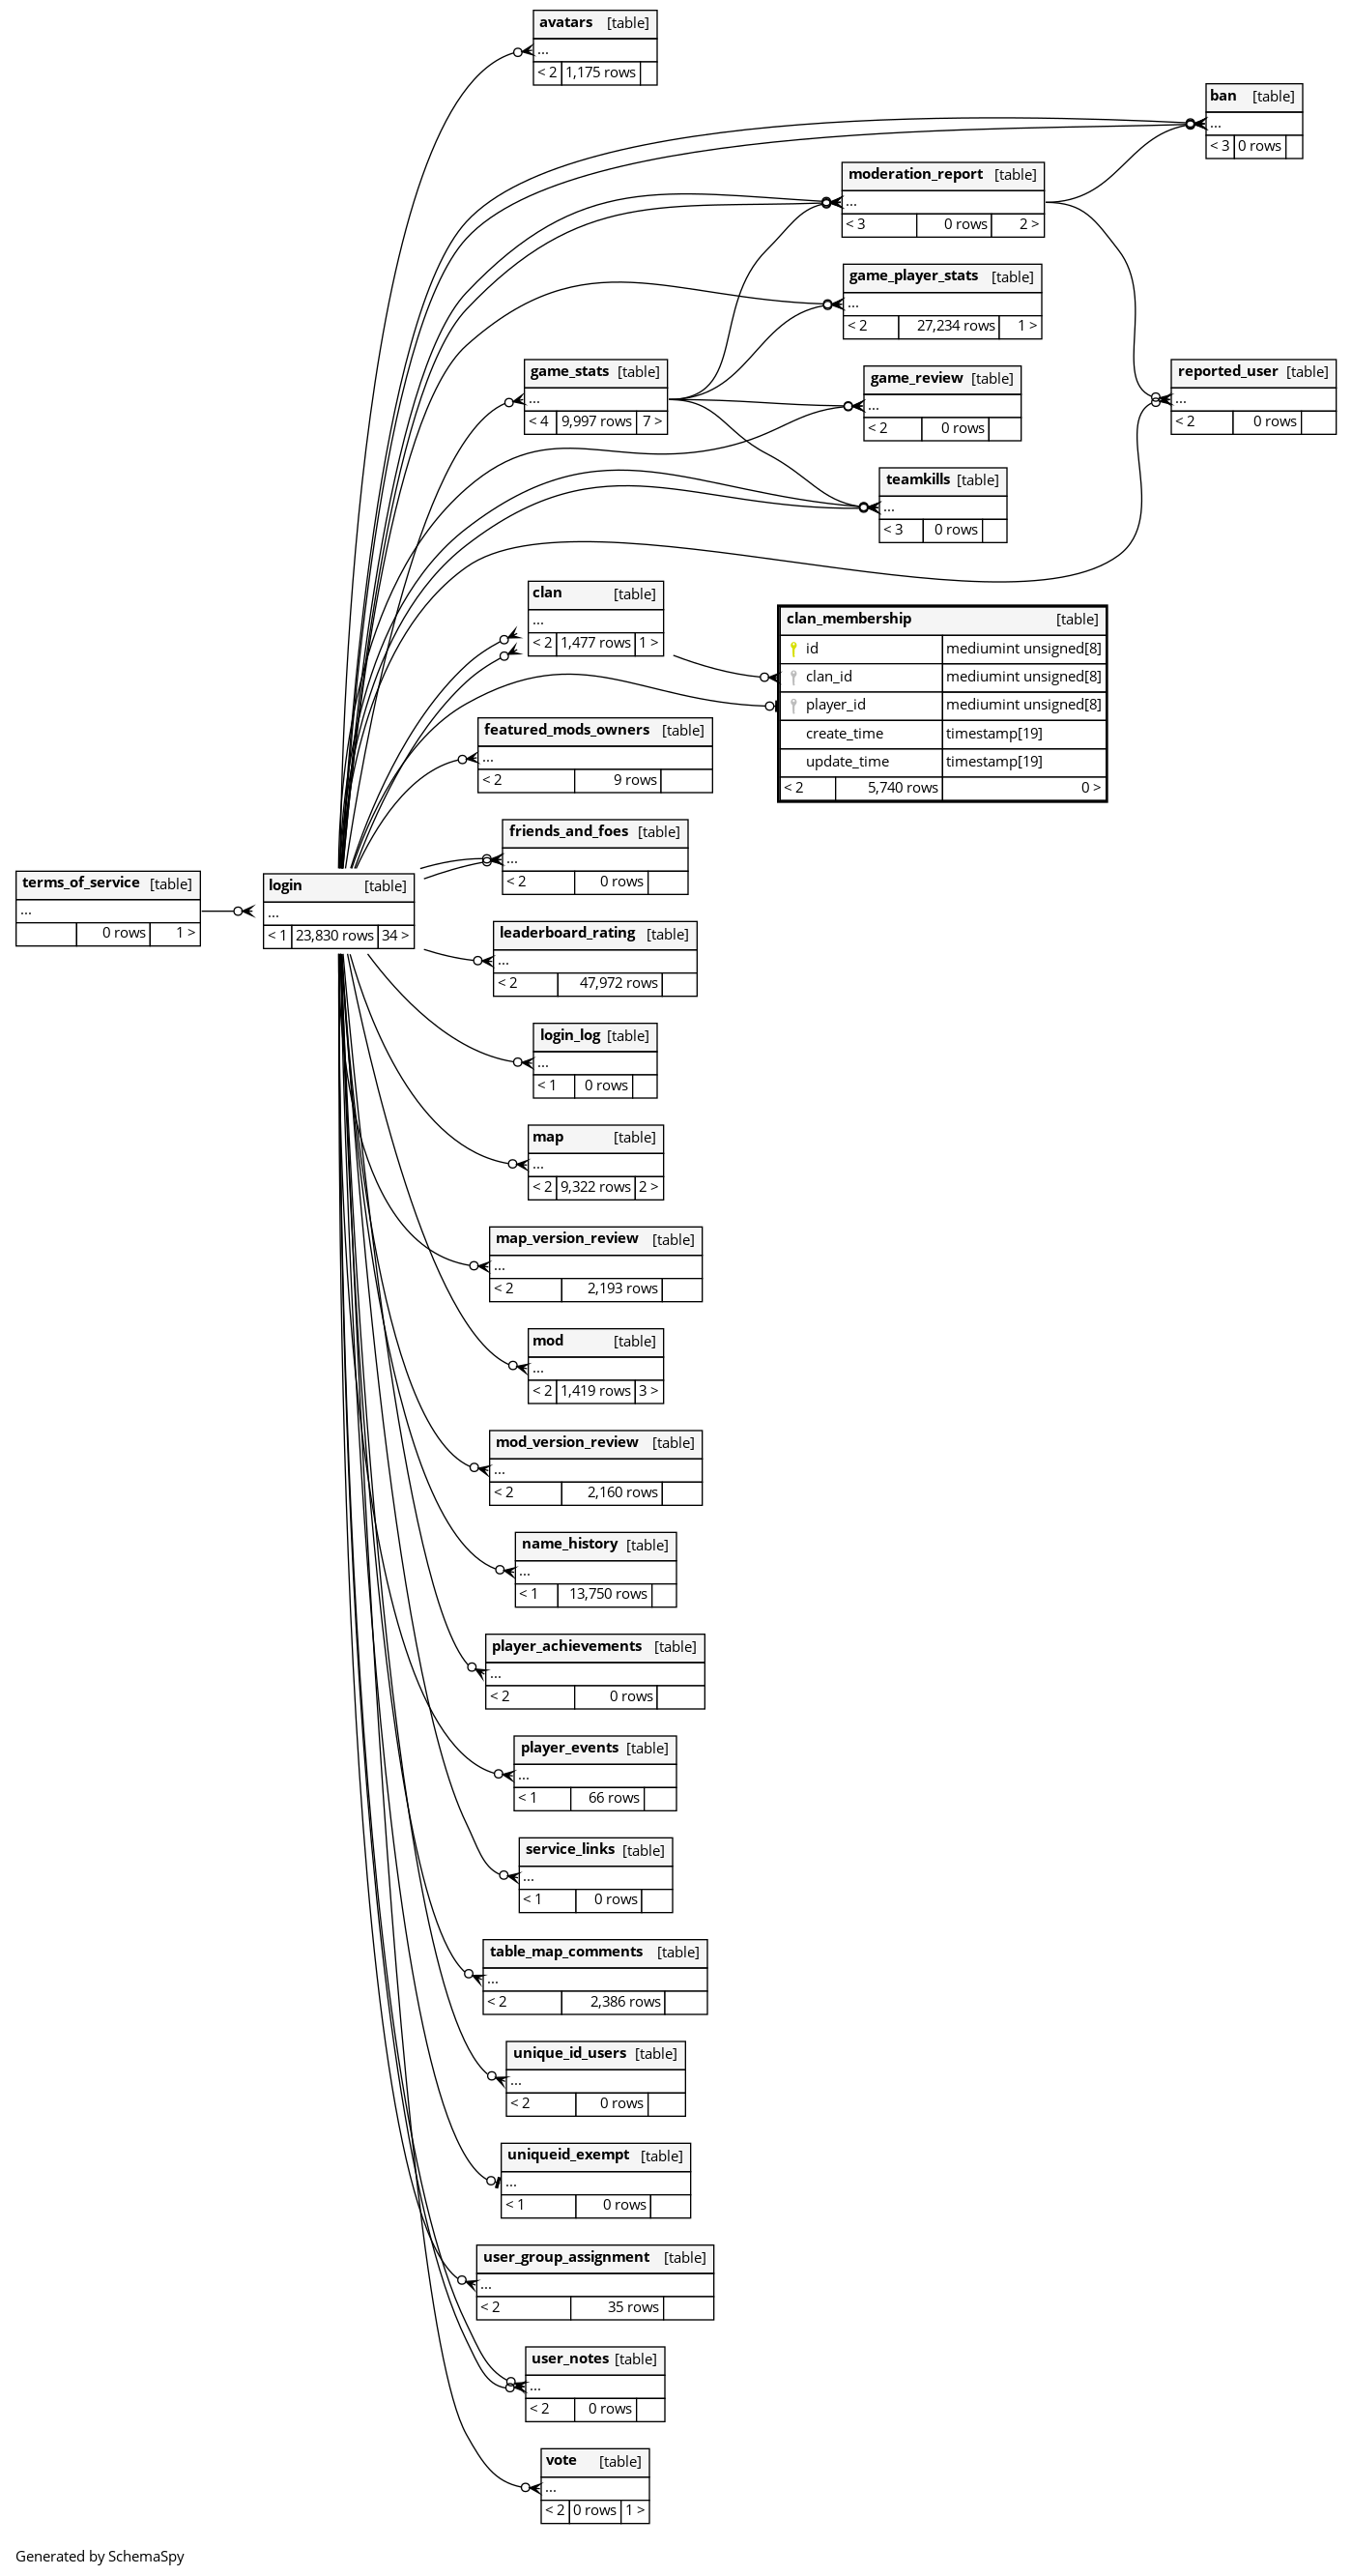 avatars [table]
...
< 2 1,175 rows
ban [table]
...
< 3 0 rows
moderation_report [table]
...
< 3 0 rows 2 >
game_player_stats [table]
...
< 2 27,234 rows 1 >
game_stats [table]
...
< 4 9,997 rows 7 >
game_review [table]
...
< 2 0 rows
reported_user [table]
...
< 2 0 rows
teamkills [table]
...
< 3 0 rows
clan [table]
...
< 2 1,477 rows 1 >
clan_membership [table]
id mediumint unsigned[8]
clan_id mediumint unsigned[8]
player_id mediumint unsigned[8]
create_time timestamp[19]
update_time timestamp[19]
< 2 5,740 rows 0 >
featured_mods_owners [table]
...
< 2 9 rows
friends_and_foes [table]
...
< 2 0 rows
terms_of_service [table]
...
0 rows 1 >
login [table]
...
< 1 23,830 rows 34 >
leaderboard_rating [table]
...
< 2 47,972 rows
login_log [table]
...
< 1 0 rows
map [table]
...
< 2 9,322 rows 2 >
map_version_review [table]
...
< 2 2,193 rows
mod [table]
...
< 2 1,419 rows 3 >
mod_version_review [table]
...
< 2 2,160 rows
name_history [table]
...
< 1 13,750 rows
player_achievements [table]
...
< 2 0 rows
player_events [table]
...
< 1 66 rows
service_links [table]
...
< 1 0 rows
table_map_comments [table]
...
< 2 2,386 rows
unique_id_users [table]
...
< 2 0 rows
uniqueid_exempt [table]
...
< 1 0 rows
user_group_assignment [table]
...
< 2 35 rows
user_notes [table]
...
< 2 0 rows
vote [table]
...
< 2 0 rows 1 >
Generated by SchemaSpy